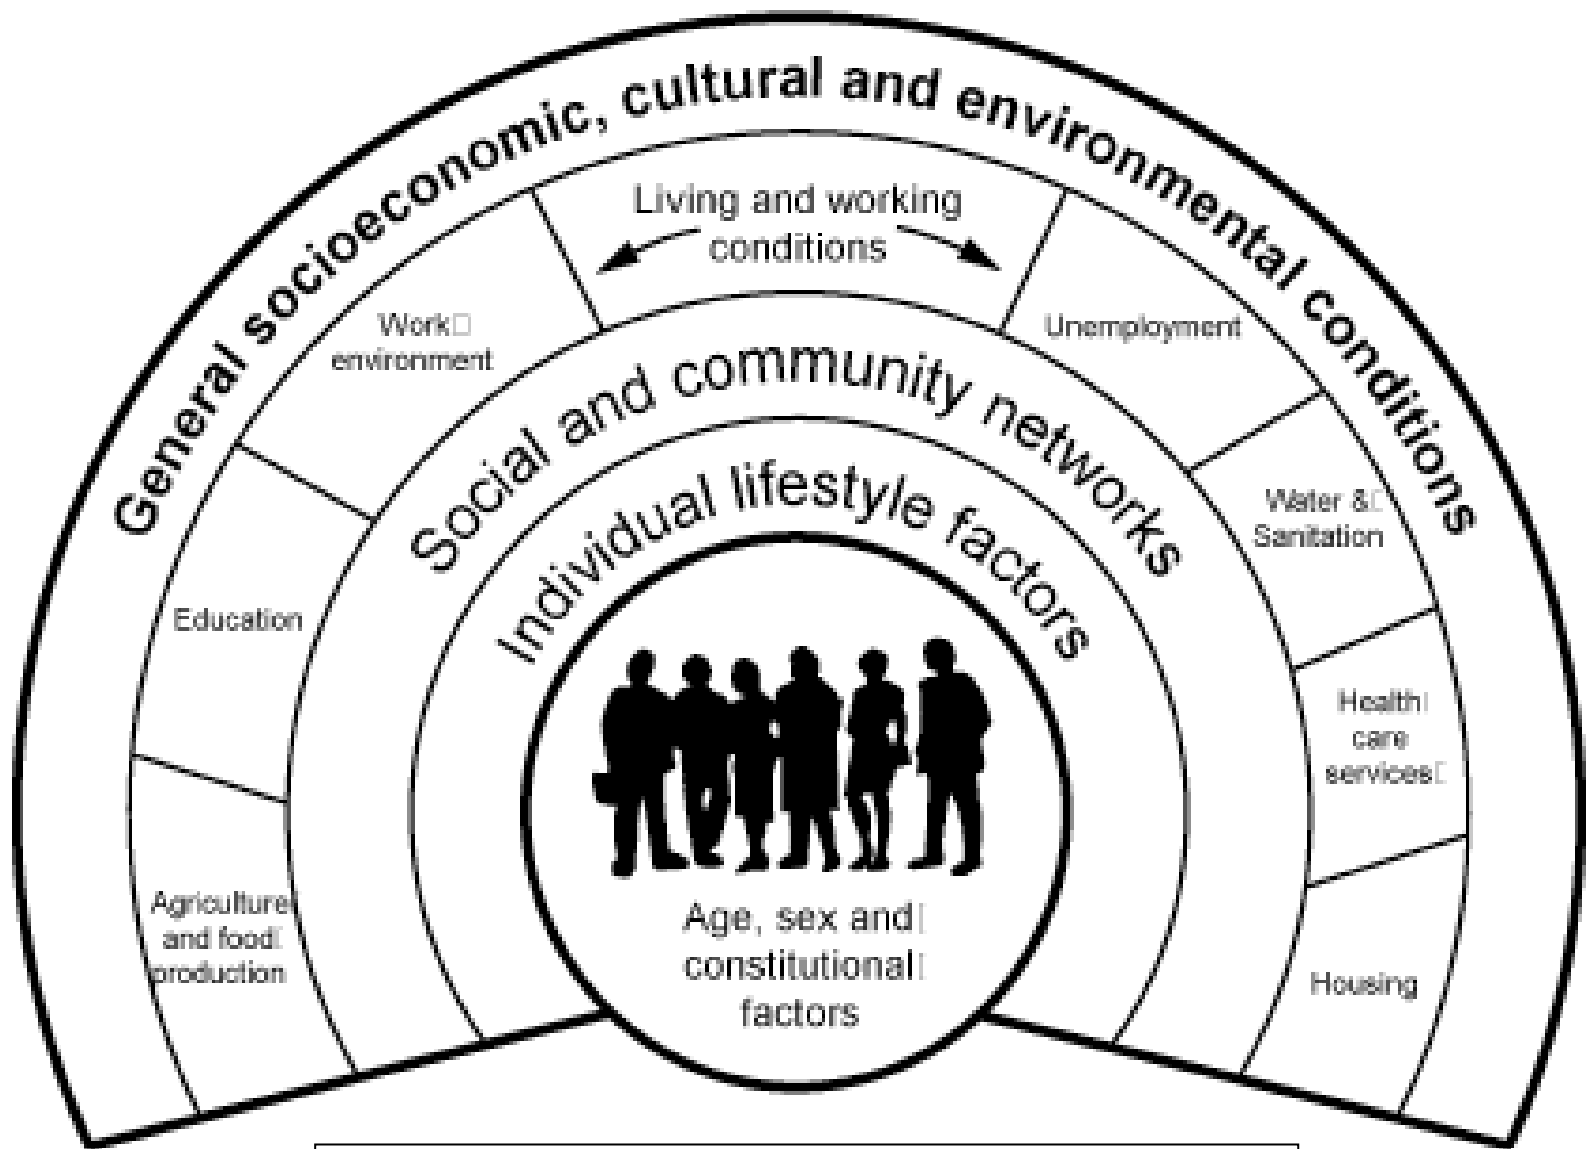 General socioeconomic, cultural and environmental conditions
Living and working
conditions
Work
environment
Unemployment
Social and community networks
Water &
Sanitation
Individual lifestyle factors
Education
Health
care
services
Agriculture
and food
production
Age, sex and
constitutional
factors
Housing